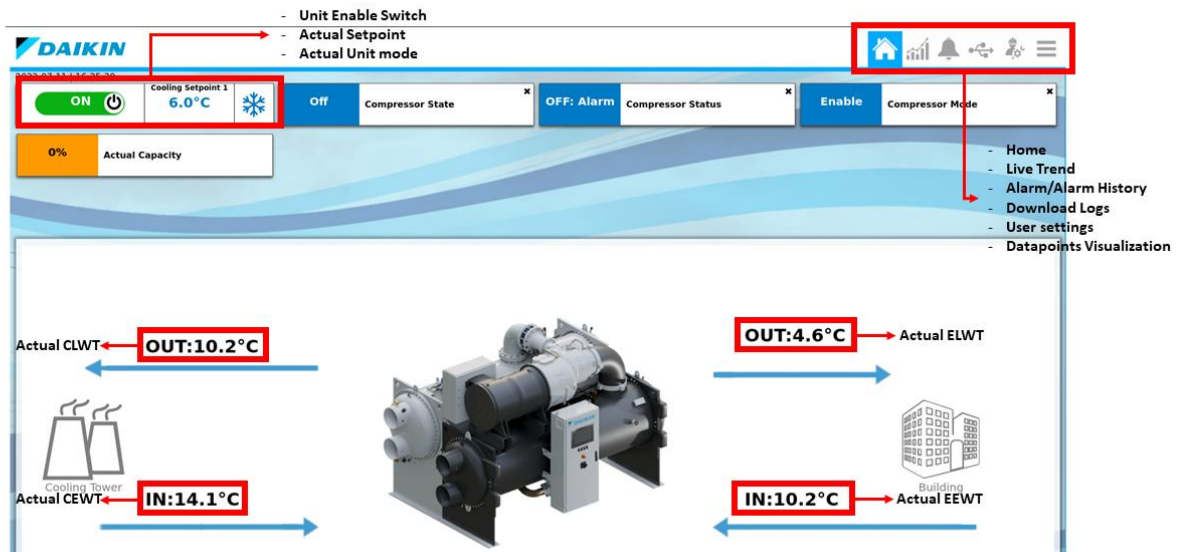 - Unit Enable Switch
- Actual Setpoint
- Actual Unit mode
DAIKIN
ON
Cooling Setpoint 1
6.0°C
Off
Compressor State
×
OFF: Alarm
Compressor Status
×
Enable
Compressor Mode
×
0%
Actual Capacity
- Home
- Live Trend
- Alarm/Alarm History
- Download Logs
- User settings
- Datapoints Visualization
Actual CLWT
OUT:10.2°C
OUT:4.6°C
Actual ELWT
DAIKIN
Cooling Tower
Actual CEWT
IN:14.1°C
IN:10.2°C
Building
Actual EEWT